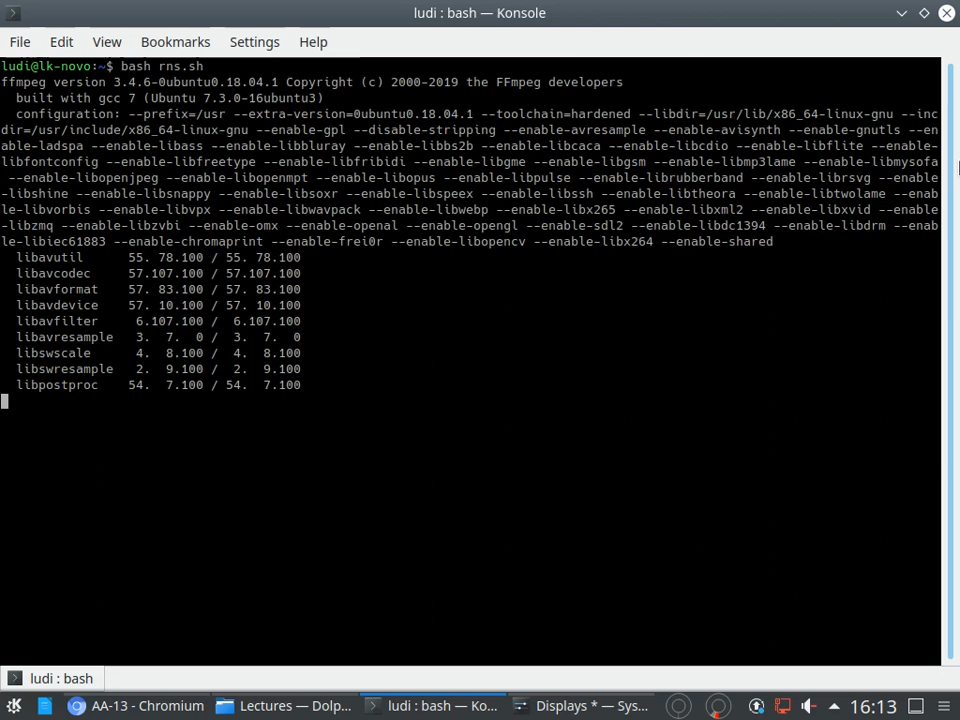 ludi : bash — Konsole
File Edit View Bookmarks Settings Help
ludi@lk-novo:~$ bash rns.sh
ffmpeg version 3.4.6-0ubuntu0.18.04.1 Copyright (c) 2000-2019 the FFmpeg developers
built with gcc 7 (Ubuntu 7.3.0-16ubuntu3)
configuration: --prefix=/usr --extra-version=0ubuntu0.18.04.1 --toolchain=hardened --libdir=/usr/lib/x86_64-linux-gnu --inc
dir=/usr/include/x86_64-linux-gnu --enable-gpl --disable-stripping --enable-avresample --enable-avisynth --enable-gnutls --en
able-ladspa --enable-libass --enable-libbluray --enable-libbs2b --enable-libcaca --enable-libcdio --enable-libflite --enable-
libfontconfig --enable-libfreetype --enable-libfribidi --enable-libgme --enable-libgsm --enable-libmp3lame --enable-libmysofa
--enable-libopenjpeg --enable-libopenmpt --enable-libopus --enable-libpulse --enable-librubberband --enable-librsvg --enable
-libshine --enable-libsnappy --enable-libsoxr --enable-libspeex --enable-libssh --enable-libtheora --enable-libtwolame --enab
le-libvorbis --enable-libvpx --enable-libwavpack --enable-libwebp --enable-libx265 --enable-libxml2 --enable-libxvid --enable
-libzmq --enable-libzvbi --enable-omx --enable-openal --enable-opengl --enable-sdl2 --enable-libdc1394 --enable-libdrm --enab
le-libiec61883 --enable-chromaprint --enable-frei0r --enable-libopencv --enable-libx264 --enable-shared
libavutil 55. 78.100 / 55. 78.100
libavcodec 57.107.100 / 57.107.100
libavformat 57. 83.100 / 57. 83.100
libavdevice 57. 10.100 / 57. 10.100
libavfilter 6.107.100 / 6.107.100
libavresample 3. 7. 0 / 3. 7. 0
libswscale 4. 8.100 / 4. 8.100
libswresample 2. 9.100 / 2. 9.100
libpostproc 54. 7.100 / 54. 7.100
ludi : bash
AA-13 - Chromium Lectures — Dolp... ludi : bash — Ko... Displays * — Sys... 16:13